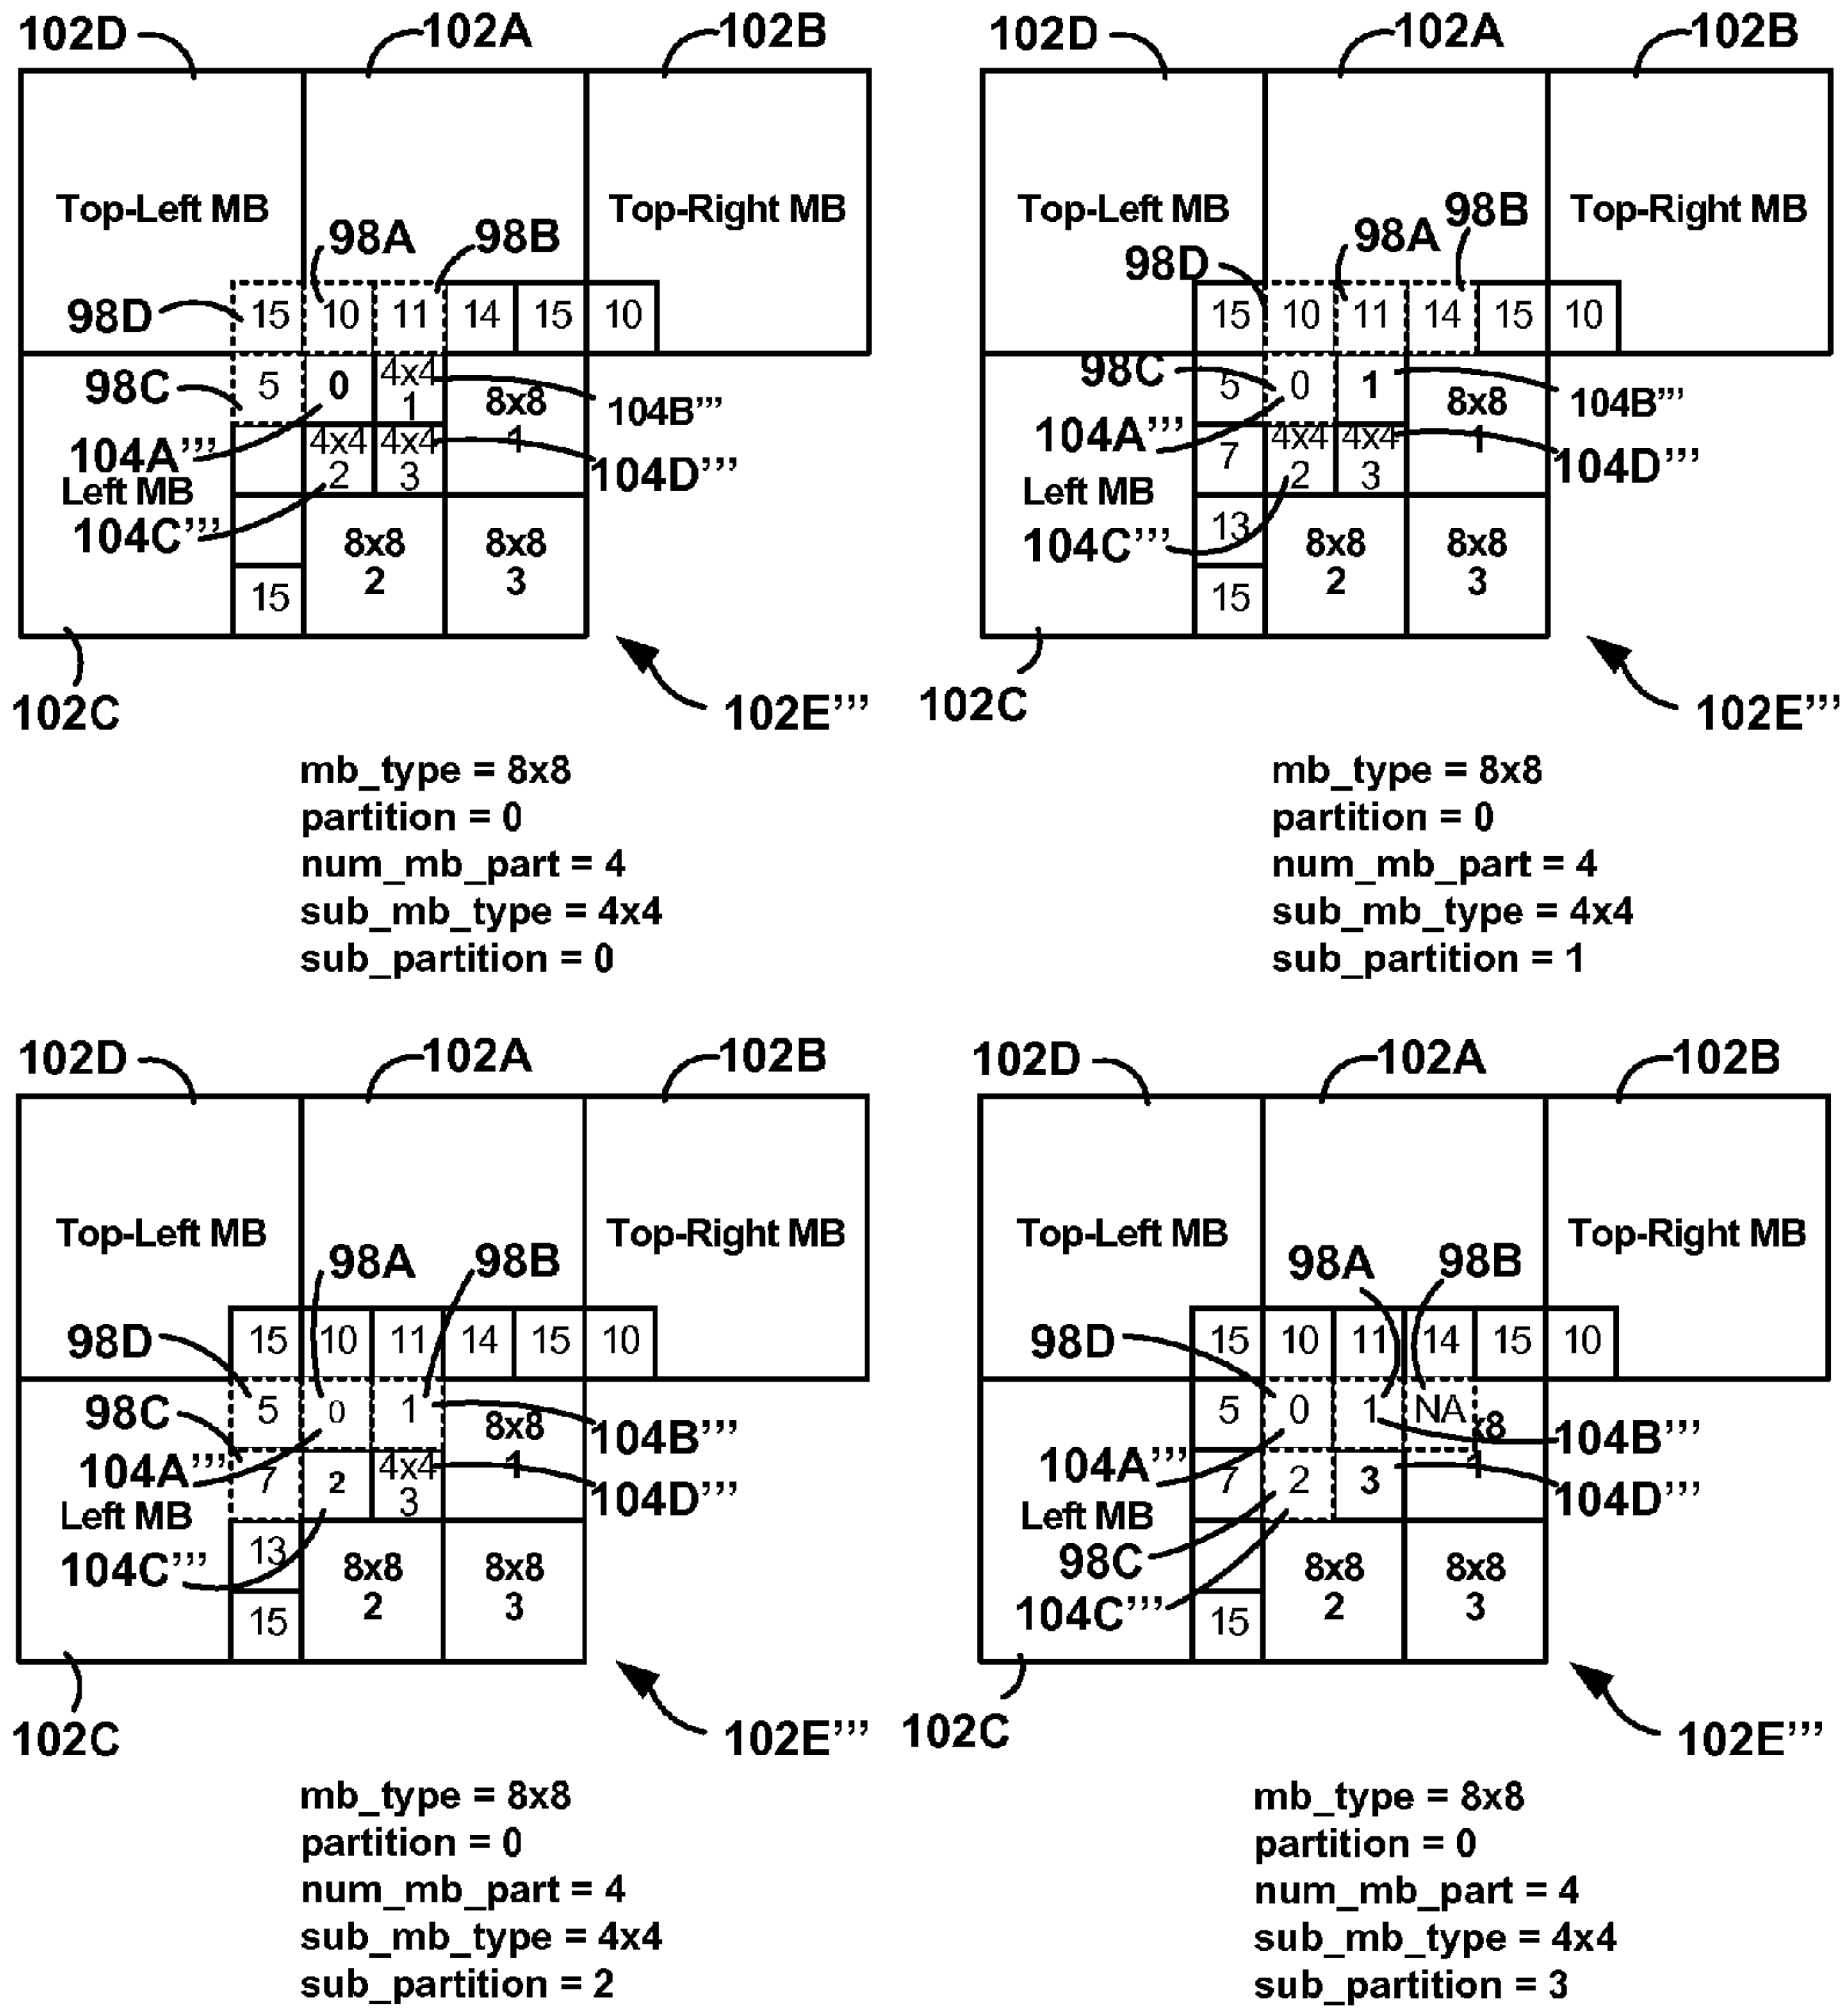 102D 102A 102B
Top-Left MB Top-Right MB
98A 98B
98D 15 10 11 14 15 10
98C 5 0 4x4 1 8x8 1 104B’’’
104A’’’ 4x4 2 4x4 3 104D’’’
Left MB
104C’’’ 8x8 2 8x8 3
15
102C 102E’’’
mb_type = 8x8
partition = 0
num_mb_part = 4
sub_mb_type = 4x4
sub_partition = 0
102D 102A 102B
Top-Left MB Top-Right MB
98D 98A 98B
15 10 11 14 15 10
98C 5 0 1 8x8 1 104B’’’
104A’’’ 7 4x4 2 4x4 3 104D’’’
Left MB
104C’’’ 13 8x8 2 8x8 3
15
102C 102E’’’
mb_type = 8x8
partition = 0
num_mb_part = 4
sub_mb_type = 4x4
sub_partition = 1
102D 102A 102B
Top-Left MB Top-Right MB
98A 98B
98D 15 10 11 14 15 10
98C 5 0 1 8x8 1 104B’’’
104A’’’ 7 2 4x4 3 104D’’’
Left MB
104C’’’ 13 8x8 2 8x8 3
15
102C 102E’’’
mb_type = 8x8
partition = 0
num_mb_part = 4
sub_mb_type = 4x4
sub_partition = 2
102D 102A 102B
Top-Left MB Top-Right MB
98A 98B
98D 15 10 11 14 15 10
5 0 1 NA x8 1 104B’’’
104A’’’ 7 2 3 104D’’’
Left MB
98C 8x8 2 8x8 3
104C’’’ 15
102C 102E’’’
mb_type = 8x8
partition = 0
num_mb_part = 4
sub_mb_type = 4x4
sub_partition = 3